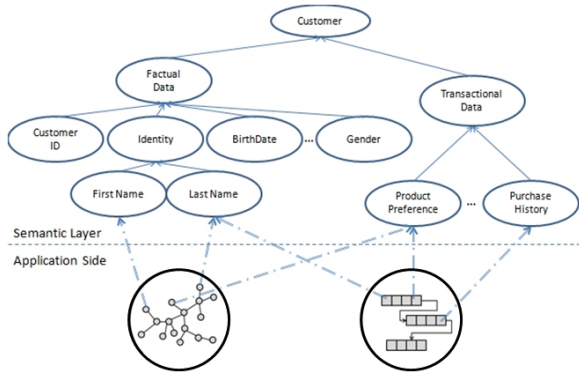 Customer
Factual
Data
Transactional
Data
Customer
ID
Identity
BirthDate
...
Gender
First Name
Last Name
Product
Preference
...
Purchase
History
Semantic Layer
Application Side